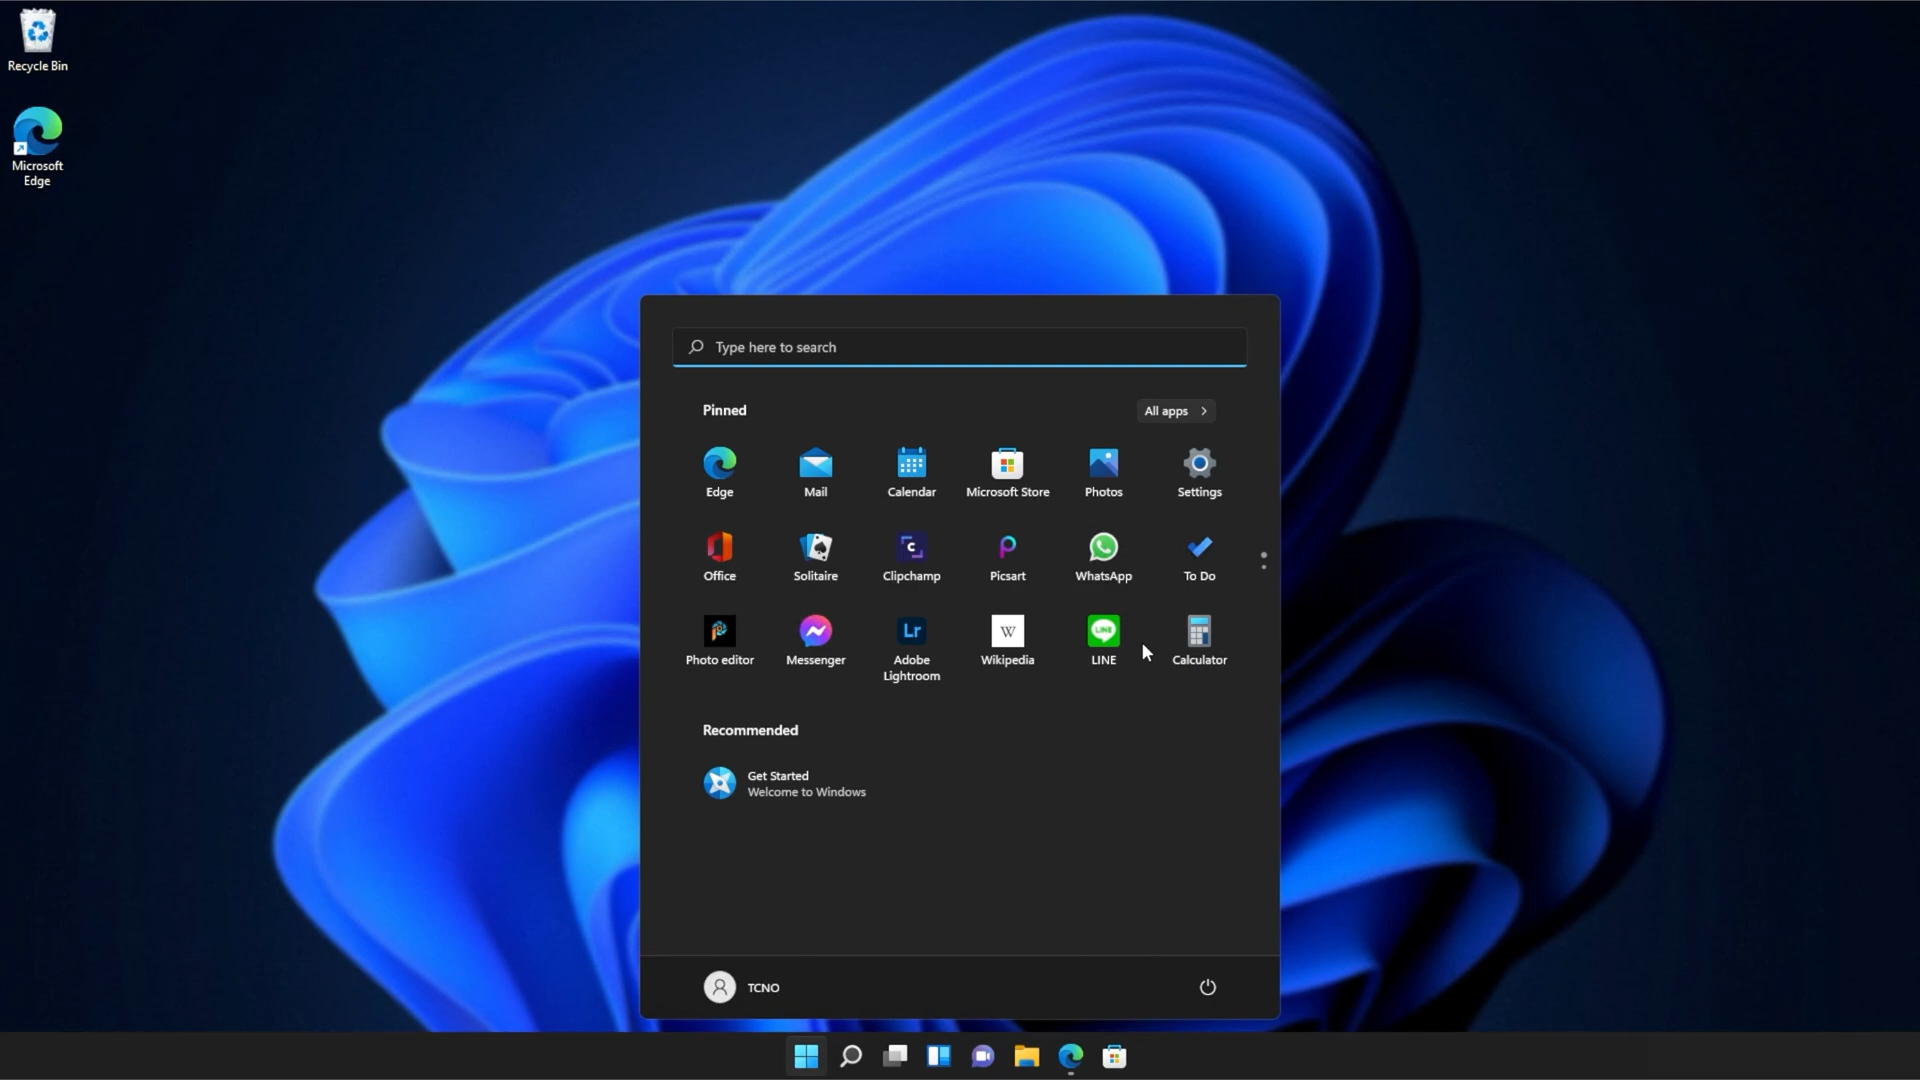 Recycle Bin
Microsoft
Edge
Type here to search
Pinned
All apps
Edge
Mail
Calendar
Microsoft Store
Photos
Settings
Office
Solitaire
Clipchamp
Picsart
WhatsApp
To Do
Lr
W
LINE
Photo editor
Messenger
Adobe
Lightroom
Wikipedia
LINE
Calculator
Recommended
Get Started
Welcome to Windows
TCNO